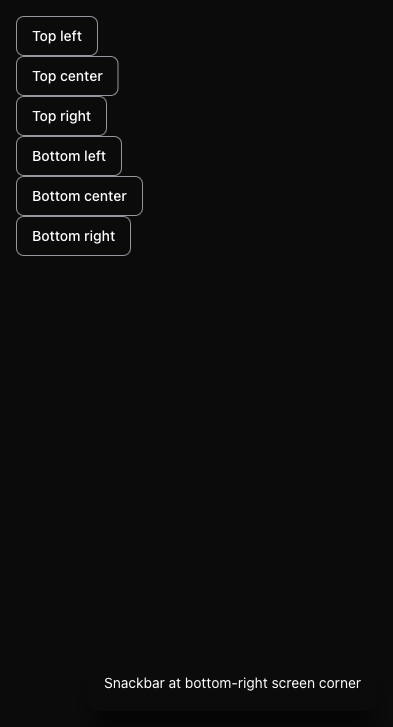 Top left
Top center
Top right
Bottom left
Bottom center
Bottom right
Snackbar at bottom-right screen corner